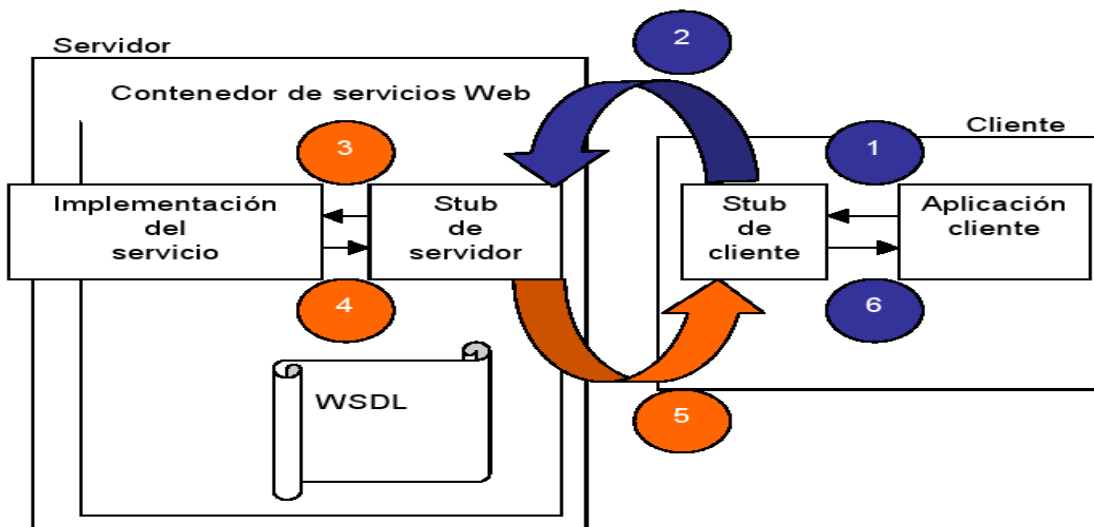 2
Servidor
Contenedor de servicios Web
Cliente
3
1
Implementación
del
servicio
Stub
de
servidor
Stub
de
cliente
Aplicación
cliente
4
6
WSDL
5